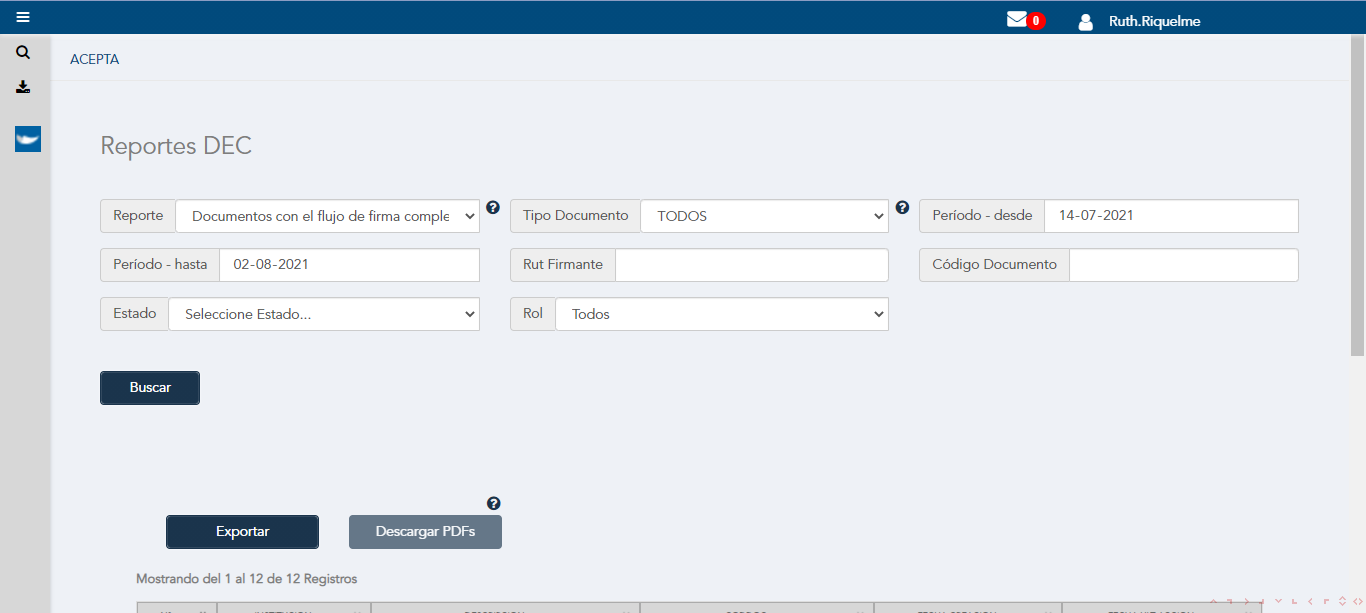 0
Ruth.Riquelme
ACEPTA
Reportes DEC
Reporte Documentos con el flujo de firma comple Tipo Documento TODOS Período - desde 14-07-2021
Período - hasta 02-08-2021 Rut Firmante Código Documento
Estado Seleccione Estado... Rol Todos
Buscar
Exportar Descargar PDFs
Mostrando del 1 al 12 de 12 Registros